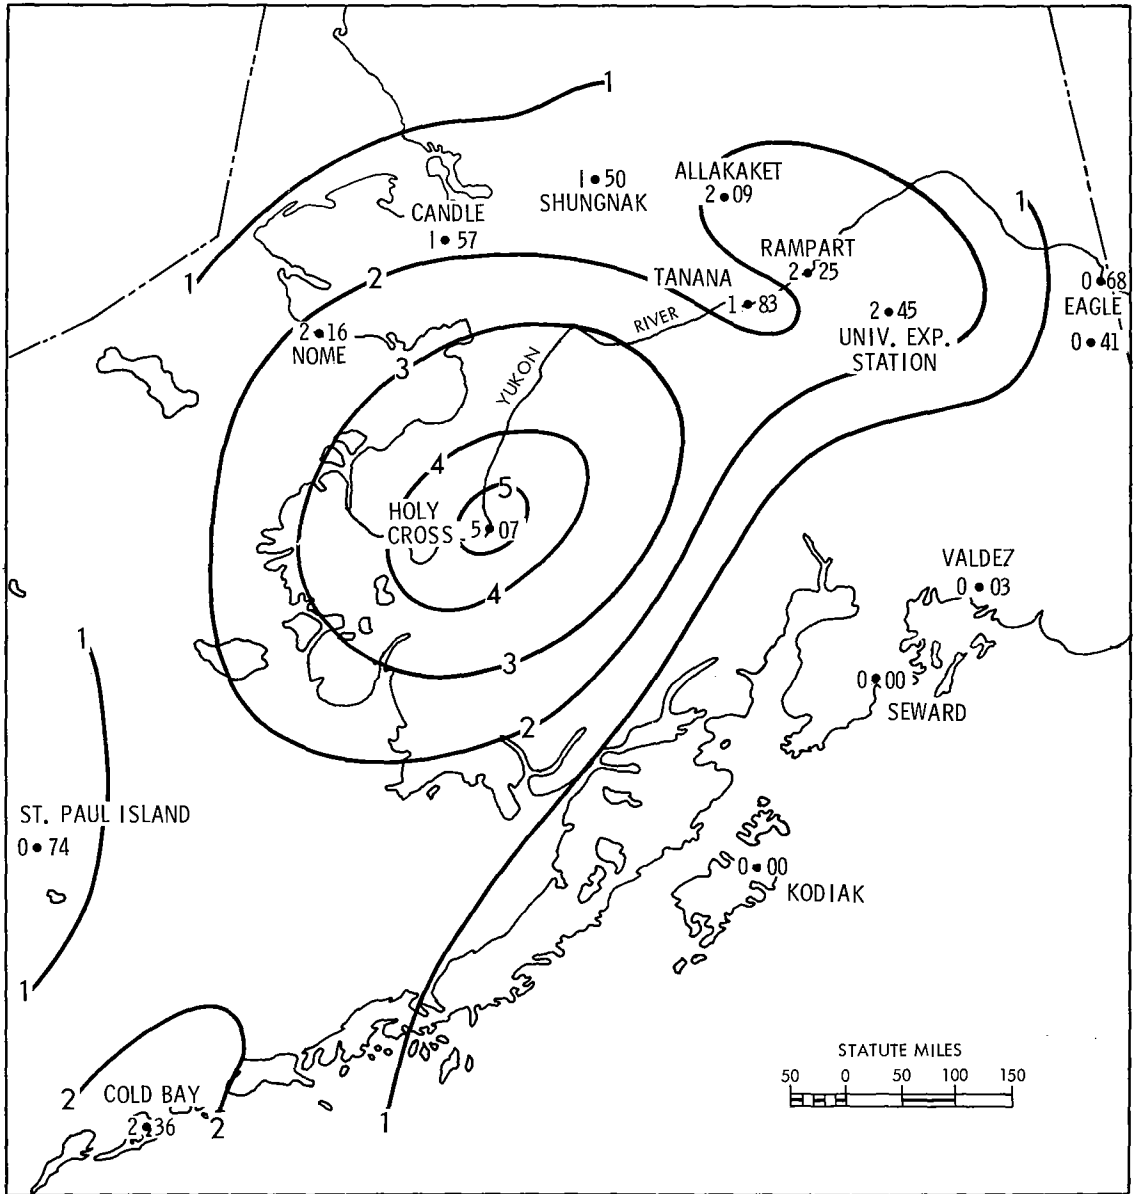 1
1 50
SHUNGNAK
ALLAKAKET
2 09
1
CANDLE
1 57
RAMPART
2 25
1
2
TANANA
1 83
0 68
EAGLE
0 41
2 16
NOME
RIVER
2 45
UNIV. EXP.
STATION
3
YUKON
4
5
HOLY
CROSS
5 07
4
VALDEZ
0 03
1
3
0 00
SEWARD
2
ST. PAUL ISLAND
0 74
0 00
KODIAK
1
2
COLD BAY
2 36
2
1
STATUTE MILES
50 0 50 100 150